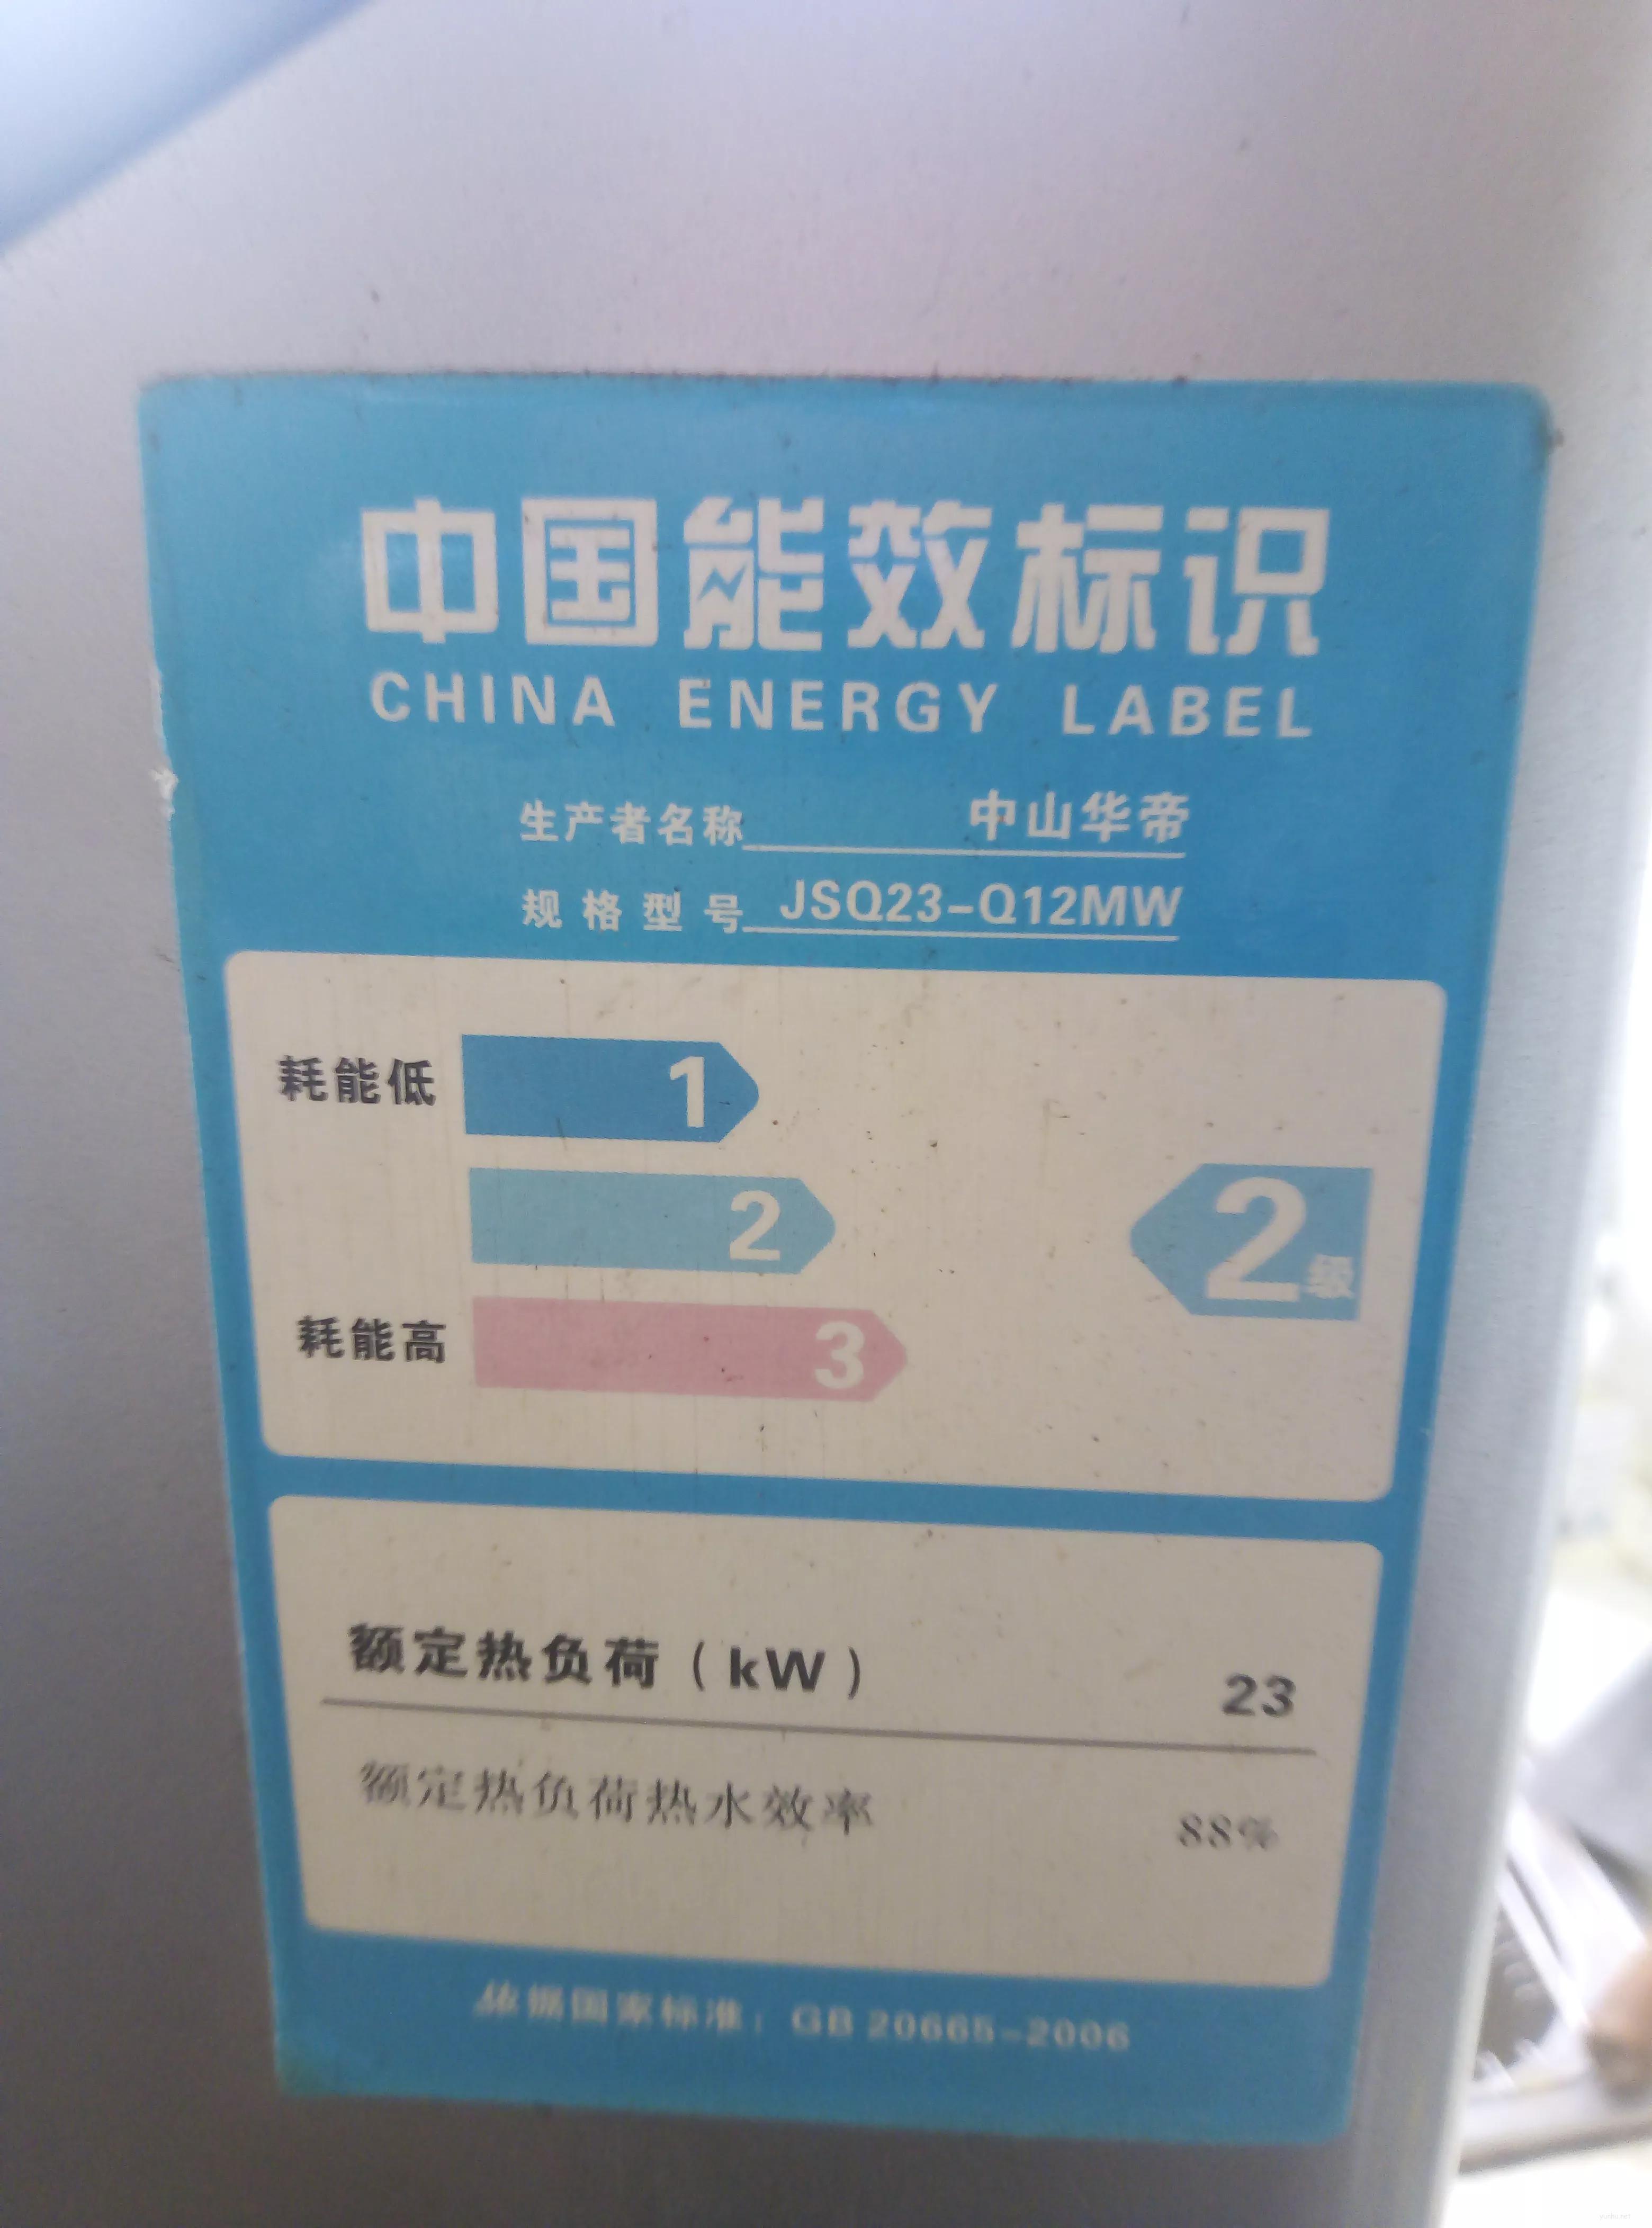 中国能效标识
CHINA ENERGY LABEL
生产者名称 中山华帝
规格型号 JSQ23-Q12MW
耗能低 1
2
2级
耗能高 3
额定热负荷(kW) 23
额定热负荷热水效率 88%
依据国家标准:GB 20665-2006